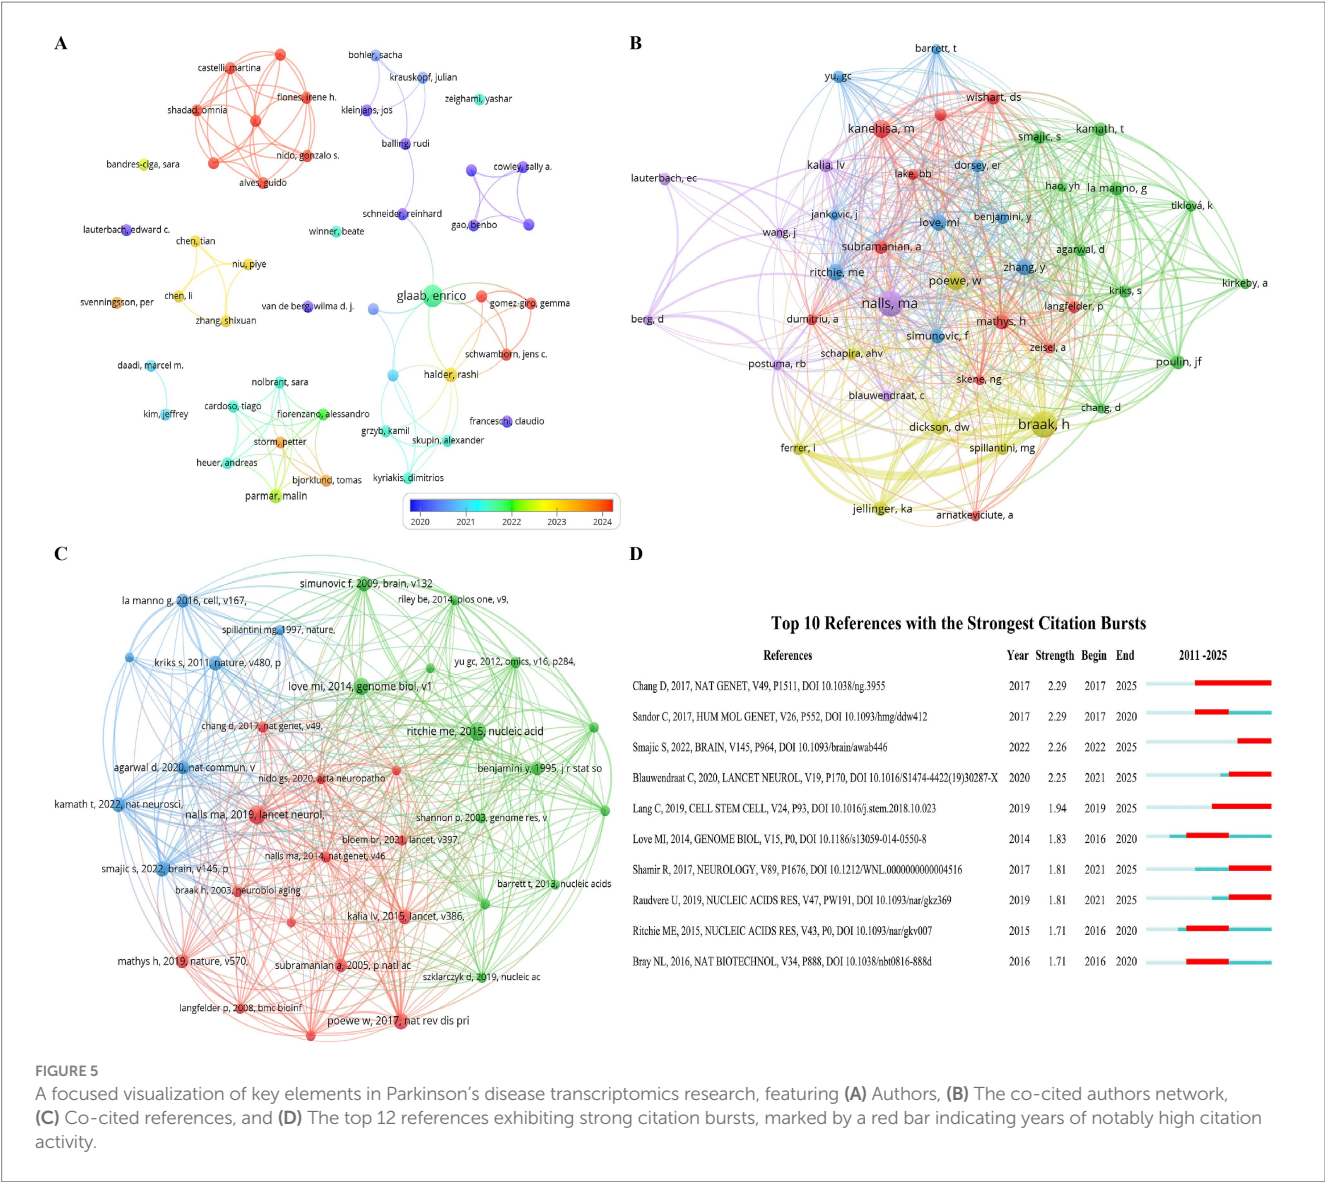 A
castelli, martina
shadad, omnia
fiones, irene h.
nido, gonzalo s.
alves, guido
bandres-ciga, sara
bohler, sacha
krauskopf, julian
kleinjans, jos
zeighami, yashar
balling, rudi
cowley, sally a.
gao, benbo
schneider, reinhard
lauterbach, edward c.
winner, beate
chen, tian
niu, piye
chen, li
zhang, shixuan
svenningsson, per
van de berg, wilma d. j.
glaab, enrico
gomez-giro, gemma
schwamborn, jens c.
halder, rashi
daadi, marcel m.
kim, jeffrey
nolbrant, sara
cardoso, tiago
fiorenzano, alessandro
storm, petter
heuer, andreas
bjorklund, tomas
parmar, malin
grzyb, kamil
skupin, alexander
kyriakis, dimitrios
franceschi, claudio
2020 2021 2022 2023 2024
B
barrett, t
yu, gc
wishart, ds
kanehisa, m
smajic, s
kamath, t
kalia, lv
dorsey, er
lake, bb
lauterbach, ec
hao, yh
la manno, g
tiklová, k
jankovic, j
love, mi
benjamini, y
wang, j
subramanian, a
agarwal, d
ritchie, me
zhang, y
poewe, w
kriks, s
kirkeby, a
nalls, ma
langfelder, p
berg, d
dumitriu, a
mathys, h
simunovic, f
zeisel, a
schapira, ahv
postuma, rb
poulin, jf
skene, ng
blauwendraat, c
chang, d
braak, h
dickson, dw
ferrer, i
spillantini, mg
jellinger, ka
arnatkeviciute, a
C
simunovic f, 2009, brain, v132
la manno g, 2016, cell, v167,
riley be, 2014, plos one, v9,
spillantini mg, 1997, nature,
kriks s, 2011, nature, v480, p
yu gc, 2012, omics, v16, p284,
love mi, 2014, genome biol, v1
chang d, 2017, nat genet, v49,
ritchie me, 2015, nucleic acid
agarwal d, 2020, nat commun, v
nido gs, 2020, acta neuropatho
benjamini y, 1995, j r stat so
kamath t, 2022, nat neurosci,
nalls ma, 2019, lancet neurol,
shannon p, 2003, genome res, v
bloem br, 2021, lancet, v397,
nalls ma, 2014, nat genet, v46
smajic s, 2022, brain, v145, p
braak h, 2003, neurobiol aging
barrett t, 2013, nucleic acids
kalia lv, 2015, lancet, v386,
mathys h, 2019, nature, v570,
subramanian a, 2005, p natl ac
szklarczyk d, 2019, nucleic ac
langfelder p, 2008, bmc bioinf
poewe w, 2017, nat rev dis pri
D
Top 10 References with the Strongest Citation Bursts
References Year Strength Begin End 2011 -2025
Chang D, 2017, NAT GENET, V49, P1511, DOI 10.1038/ng.3955 2017 2.29 2017 2025
Sandor C, 2017, HUM MOL GENET, V26, P552, DOI 10.1093/hmg/ddw412 2017 2.29 2017 2020
Smajic S, 2022, BRAIN, V145, P964, DOI 10.1093/brain/awab446 2022 2.26 2022 2025
Blauwendraat C, 2020, LANCET NEUROL, V19, P170, DOI 10.1016/S1474-4422(19)30287-X 2020 2.25 2021 2025
Lang C, 2019, CELL STEM CELL, V24, P93, DOI 10.1016/j.stem.2018.10.023 2019 1.94 2019 2025
Love MI, 2014, GENOME BIOL, V15, P0, DOI 10.1186/s13059-014-0550-8 2014 1.83 2016 2020
Shamir R, 2017, NEUROLOGY, V89, P1676, DOI 10.1212/WNL.0000000000004516 2017 1.81 2021 2025
Raudvere U, 2019, NUCLEIC ACIDS RES, V47, PW191, DOI 10.1093/nar/gkz369 2019 1.81 2021 2025
Ritchie ME, 2015, NUCLEIC ACIDS RES, V43, P0, DOI 10.1093/nar/gkv007 2015 1.71 2016 2020
Bray NL, 2016, NAT BIOTECHNOL, V34, P888, DOI 10.1038/nbt0816-888d 2016 1.71 2016 2020
FIGURE 5
A focused visualization of key elements in Parkinson's disease transcriptomics research, featuring (A) Authors, (B) The co-cited authors network,
(C) Co-cited references, and (D) The top 12 references exhibiting strong citation bursts, marked by a red bar indicating years of notably high citation
activity.